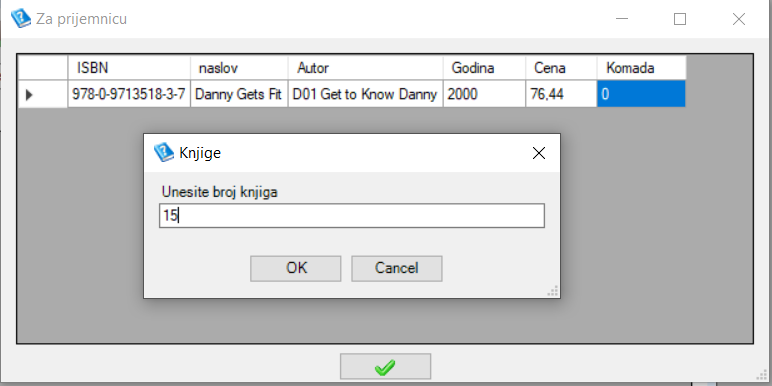 Za prijemnicu
ISBN naslov Autor Godina Cena Komada
978-0-9713518-3-7 Danny Gets Fit D01 Get to Know Danny 2000 76,44 0
Knjige
Unesite broj knjiga
15
OK Cancel